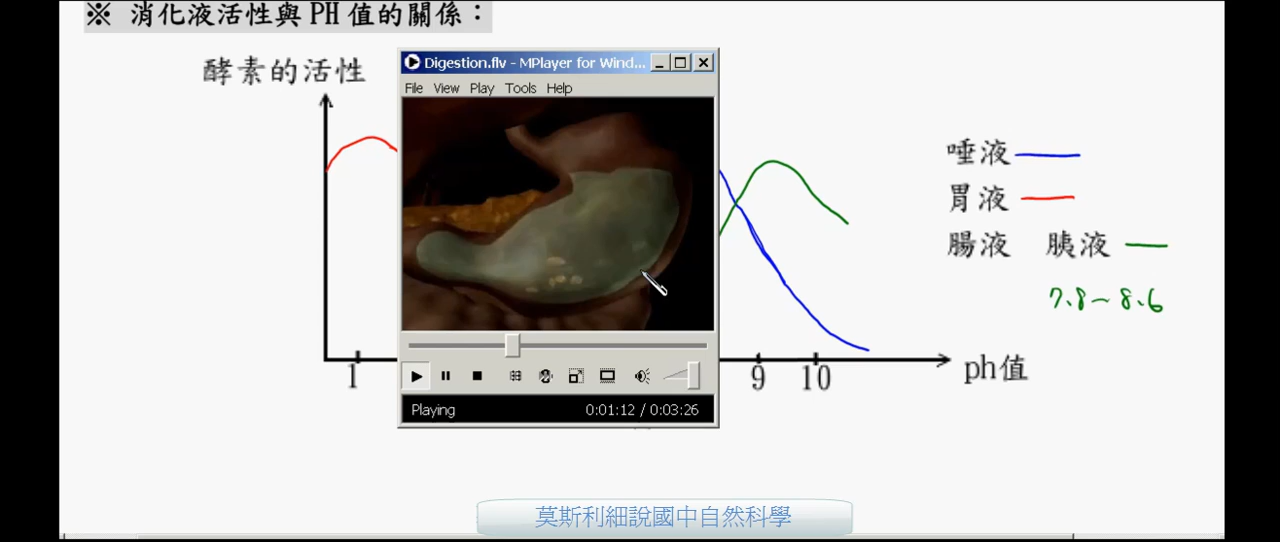 ※ 消化液活性與 PH 值的關係：
酵素的活性
Digestion.flv - MPlayer for Wind...
File View Play Tools Help
唾液
胃液
腸液 胰液
7.8~8.6
1 9 10 ph值
Playing 0:01:12 / 0:03:26
莫斯利細說國中自然科學